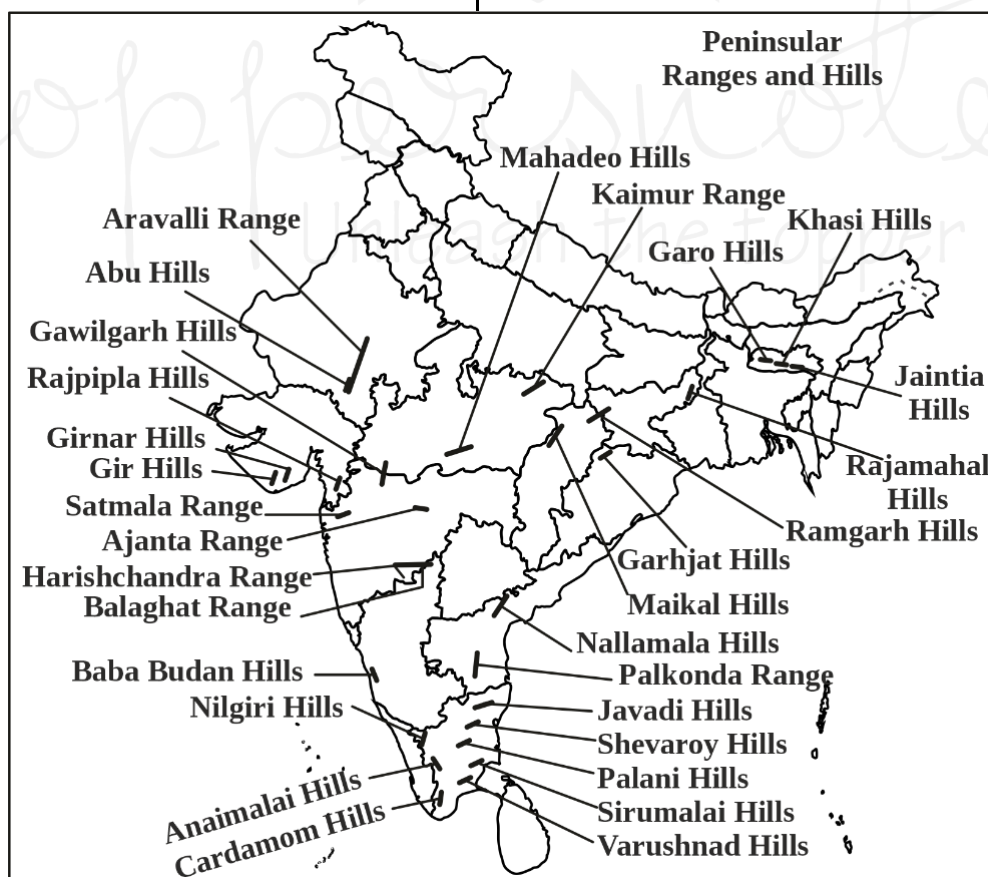 Peninsular
Ranges and Hills
Mahadeo Hills
Kaimur Range
Aravalli Range
Khasi Hills
Garo Hills
Abu Hills
Gawilgarh Hills
Rajpipla Hills
Jaintia
Hills
Girnar Hills
Gir Hills
Rajamahal
Hills
Satmala Range
Ramgarh Hills
Ajanta Range
Garhjat Hills
Harishchandra Range
Balaghat Range
Maikal Hills
Nallamala Hills
Baba Budan Hills
Palkonda Range
Nilgiri Hills
Javadi Hills
Shevaroy Hills
Anaimalai Hills
Palani Hills
Cardamom Hills
Sirumalai Hills
Varushnad Hills
Unleash the topper